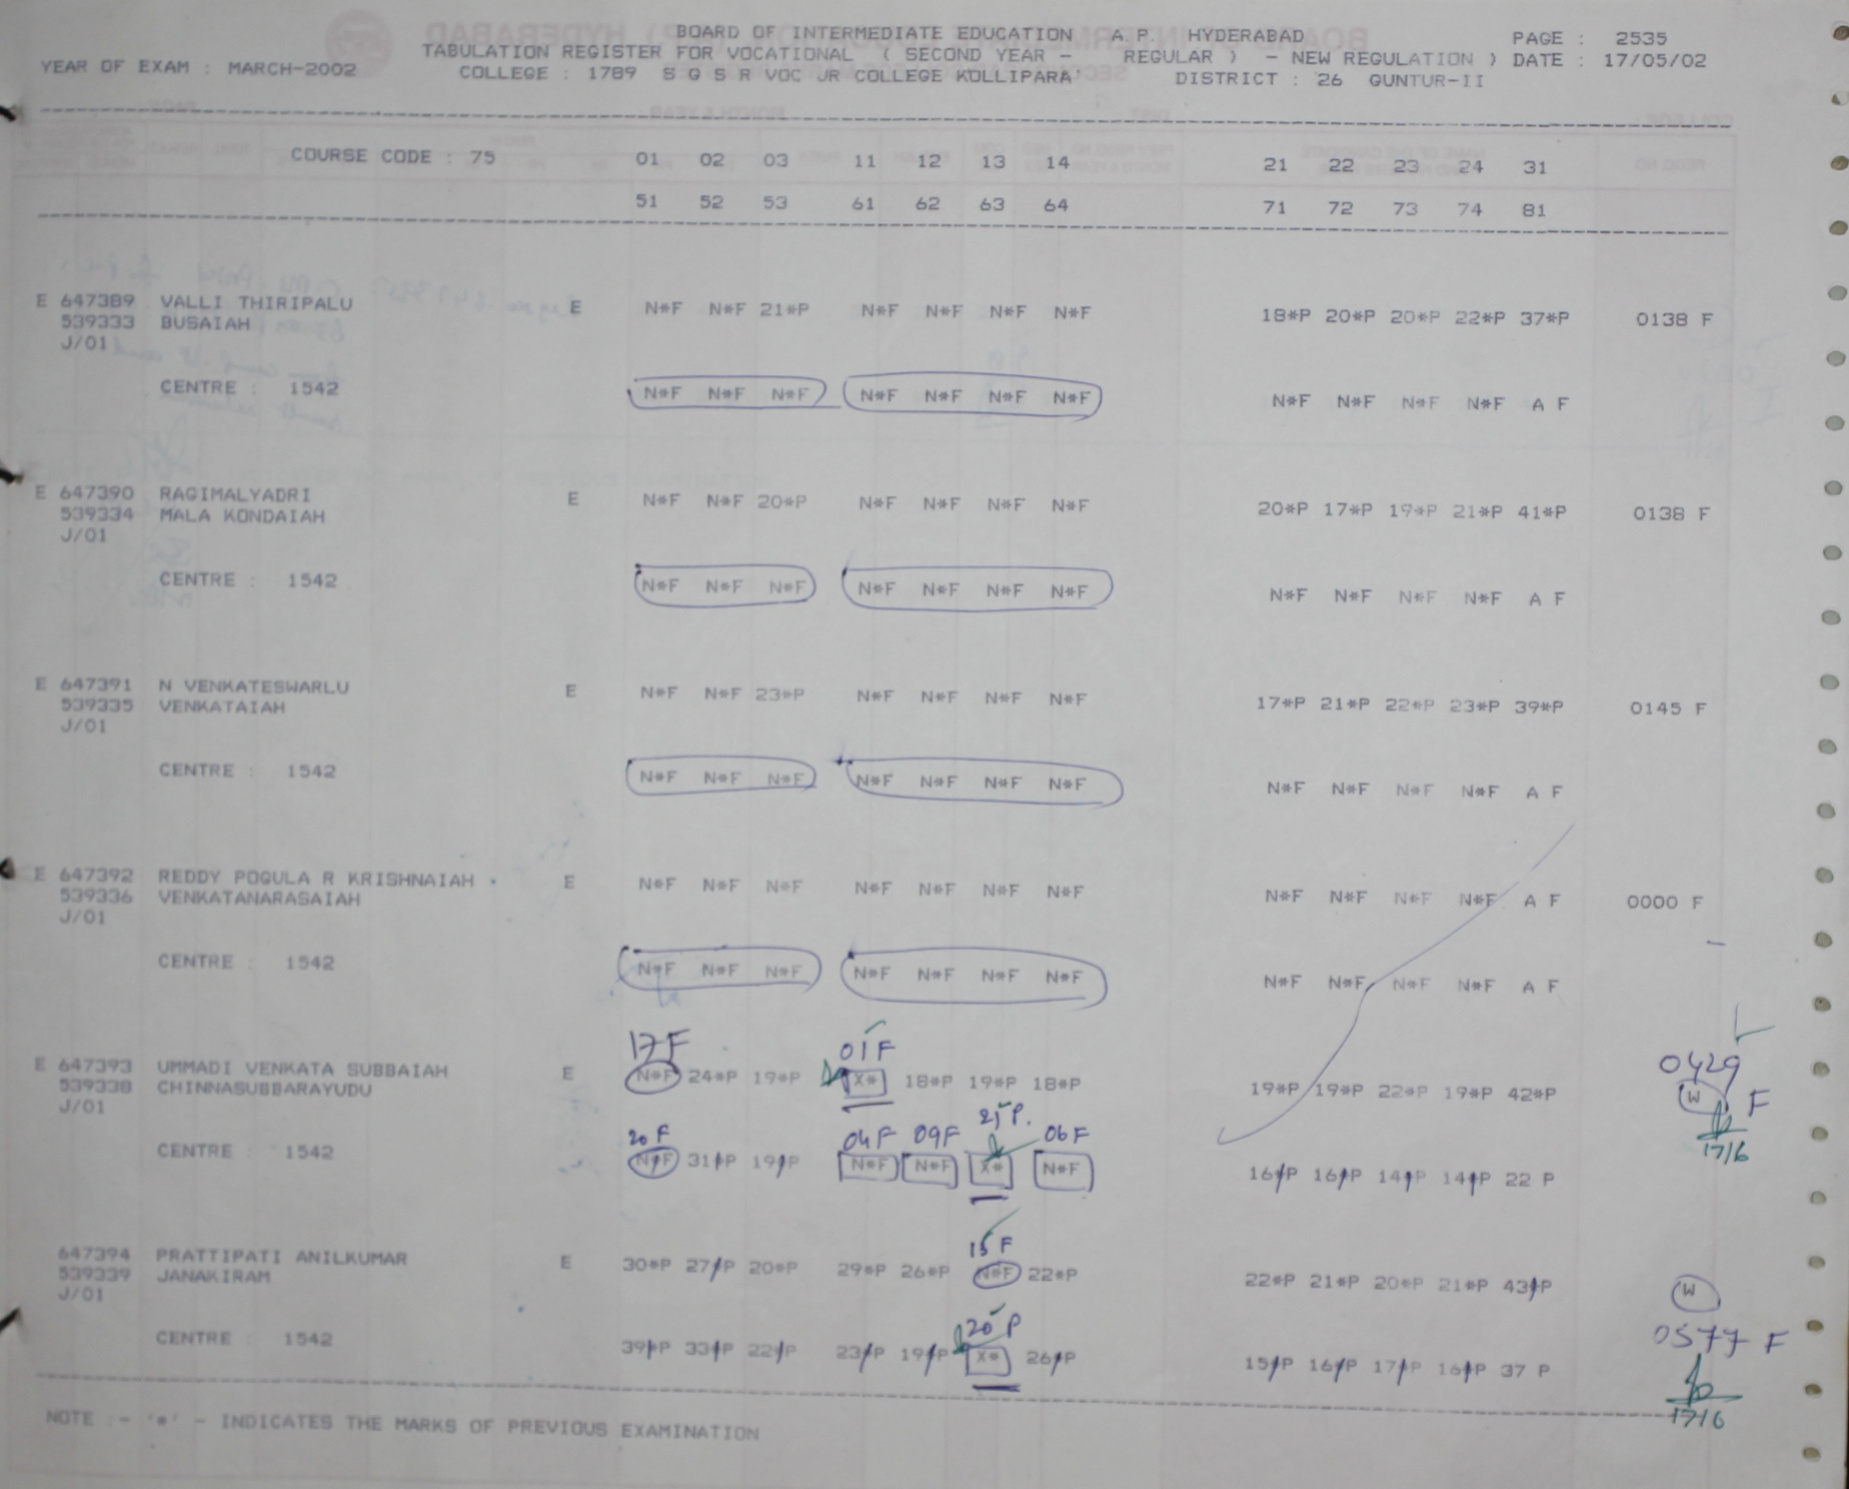 BOARD OF INTERMEDIATE EDUCATION A.P. HYDERABAD PAGE : 2535
TABULATION REGISTER FOR VOCATIONAL ( SECOND YEAR - REGULAR ) - NEW REGULATION ) DATE : 17/05/02
YEAR OF EXAM : MARCH-2002 COLLEGE : 1789 S G S R VOC JR COLLEGE KOLLIPARA DISTRICT : 26 GUNTUR-II
COURSE CODE : 75 01 02 03 11 12 13 14 21 22 23 24 31
51 52 53 61 62 63 64 71 72 73 74 81
E 647389 VALLI THIRIPALU E N*F N*F 21*P N*F N*F N*F N*F 18*P 20*P 20*P 22*P 37*P 0138 F
539333 BUSAIAH
J/01
CENTRE : 1542 N*F N*F N*F N*F N*F N*F N*F N*F N*F N*F N*F A F
E 647390 RAGIMALYADRI E N*F N*F 20*P N*F N*F N*F N*F 20*P 17*P 19*P 21*P 41*P 0138 F
539334 MALA KONDAIAH
J/01
CENTRE : 1542 N*F N*F N*F N*F N*F N*F N*F N*F N*F N*F N*F A F
E 647391 N VENKATESWARLU E N*F N*F 23*P N*F N*F N*F N*F 17*P 21*P 22*P 23*P 39*P 0145 F
539335 VENKATAIAH
J/01
CENTRE : 1542 N*F N*F N*F N*F N*F N*F N*F N*F N*F N*F N*F A F
E 647392 REDDY POGULA R KRISHNAIAH E N*F N*F N*F N*F N*F N*F N*F N*F N*F N*F N*F A F 0000 F
539336 VENKATANARASAIAH
J/01
CENTRE : 1542 N*F N*F N*F N*F N*F N*F N*F N*F N*F N*F N*F A F
17F 01F 0429
E 647393 UMMADI VENKATA SUBBAIAH E N*F 24*P 19*P X* 18*P 19*P 18*P 19*P 19*P 22*P 19*P 42*P W F
539338 CHINNASUBBARAYUDU
J/01
20 F 04F 09F 25 P. 06F 17/6
CENTRE : 1542 N*F 31*P 19*P N*F N*F X* N*F 16*P 16*P 14*P 14*P 22 P
15 F
647394 PRATTIPATI ANILKUMAR E 30*P 27*P 20*P 29*P 26*P N*F 22*P 22*P 21*P 20*P 21*P 43*P W
539339 JANAKIRAM
J/01
20 P 0577 F
CENTRE : 1542 39*P 33*P 22*P 23*P 19*P X* 26*P 15*P 16*P 17*P 16*P 37 P
17/6
NOTE :- '*' - INDICATES THE MARKS OF PREVIOUS EXAMINATION